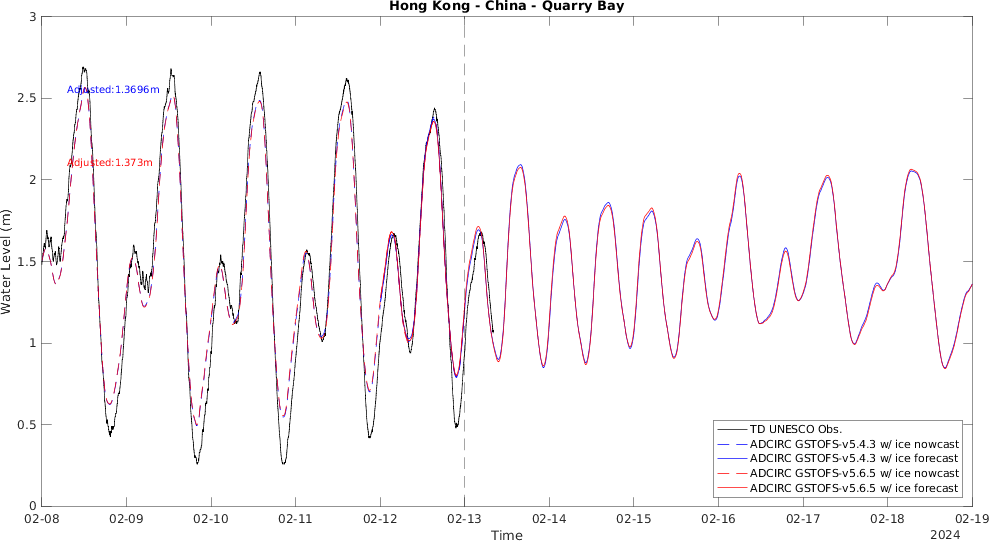 Hong Kong - China - Quarry Bay
3
2.5
2
1.5
1
0.5
0
Water Level (m)
Adjusted:1.3696m
Adjusted:1.373m
TD UNESCO Obs.
ADCIRC GSTOFS-v5.4.3 w/ ice nowcast
ADCIRC GSTOFS-v5.4.3 w/ ice forecast
ADCIRC GSTOFS-v5.6.5 w/ ice nowcast
ADCIRC GSTOFS-v5.6.5 w/ ice forecast
02-08 02-09 02-10 02-11 02-12 02-13 02-14 02-15 02-16 02-17 02-18 02-19
Time
2024